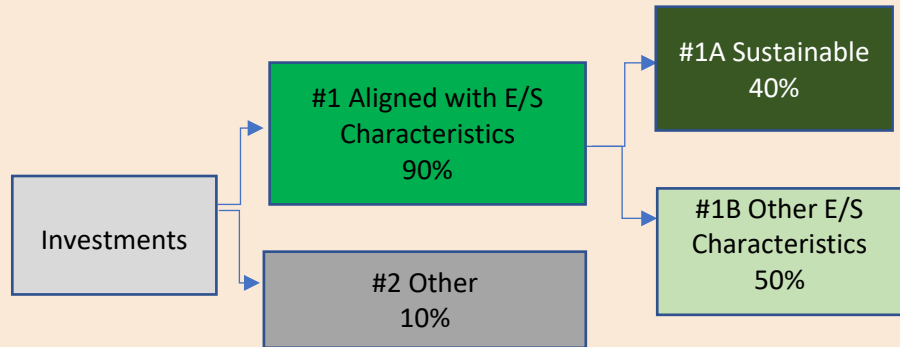 Investments
#1 Aligned with E/S
Characteristics
90%
#2 Other
10%
#1A Sustainable
40%
#1B Other E/S
Characteristics
50%